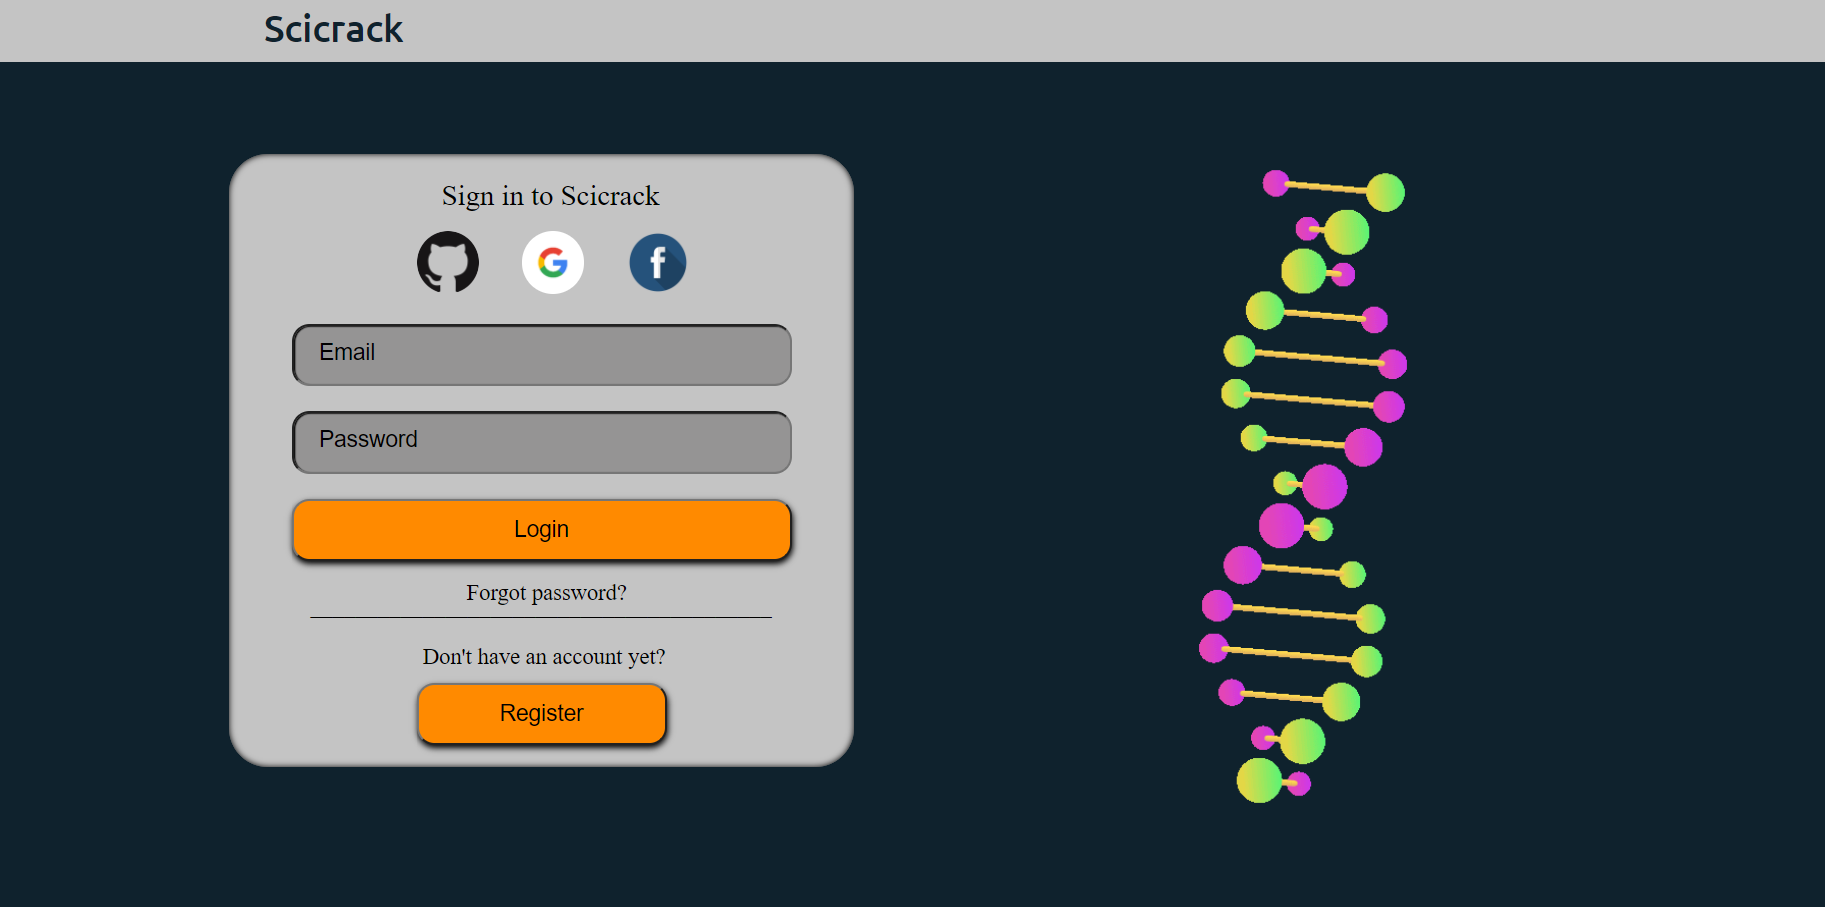 Scicrack
Sign in to Scicrack
Email
Password
Login
Forgot password?
Don't have an account yet?
Register